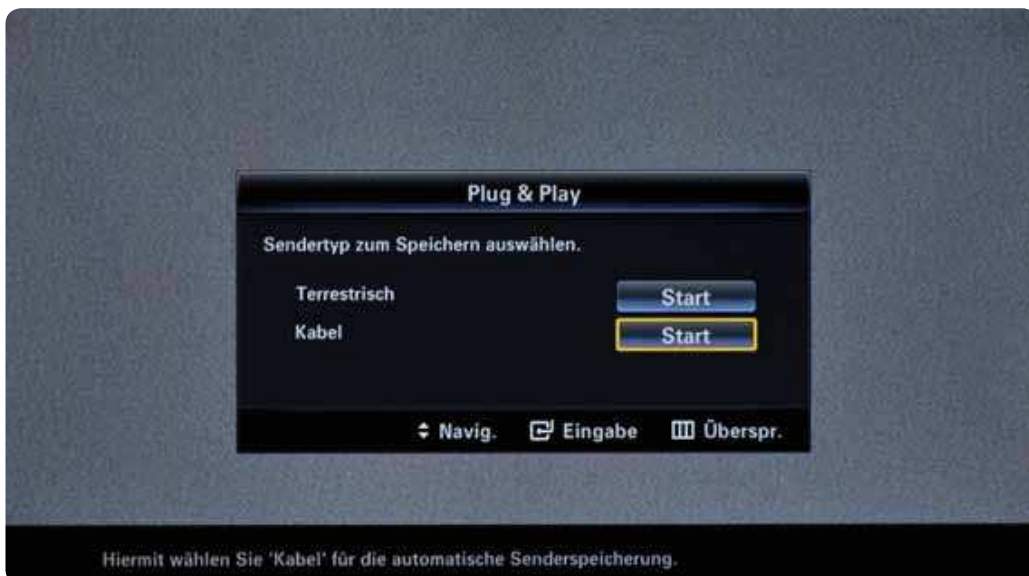 Plug & Play
Sendertyp zum Speichern auswählen.
Terrestrisch Start
Kabel Start
Navig. Eingabe Überspr.
Hiermit wählen Sie 'Kabel' für die automatische Senderspeicherung.